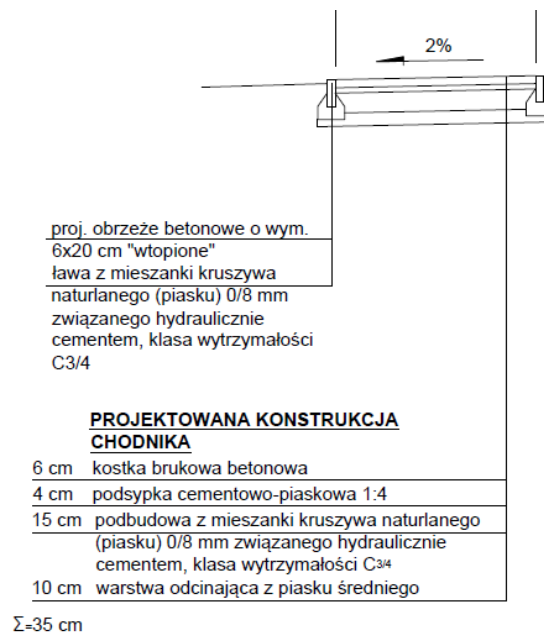 2%
proj. obrzeże betonowe o wym.
6x20 cm "wtopione"
ława z mieszanki kruszywa
naturlanego (piasku) 0/8 mm
związanego hydraulicznie
cementem, klasa wytrzymałości
C3/4
PROJEKTOWANA KONSTRUKCJA
CHODNIKA
6 cm kostka brukowa betonowa
4 cm podsypka cementowo-piaskowa 1:4
15 cm podbudowa z mieszanki kruszywa naturlanego
(piasku) 0/8 mm związanego hydraulicznie
cementem, klasa wytrzymałości C3/4
10 cm warstwa odcinająca z piasku średniego
Σ=35 cm